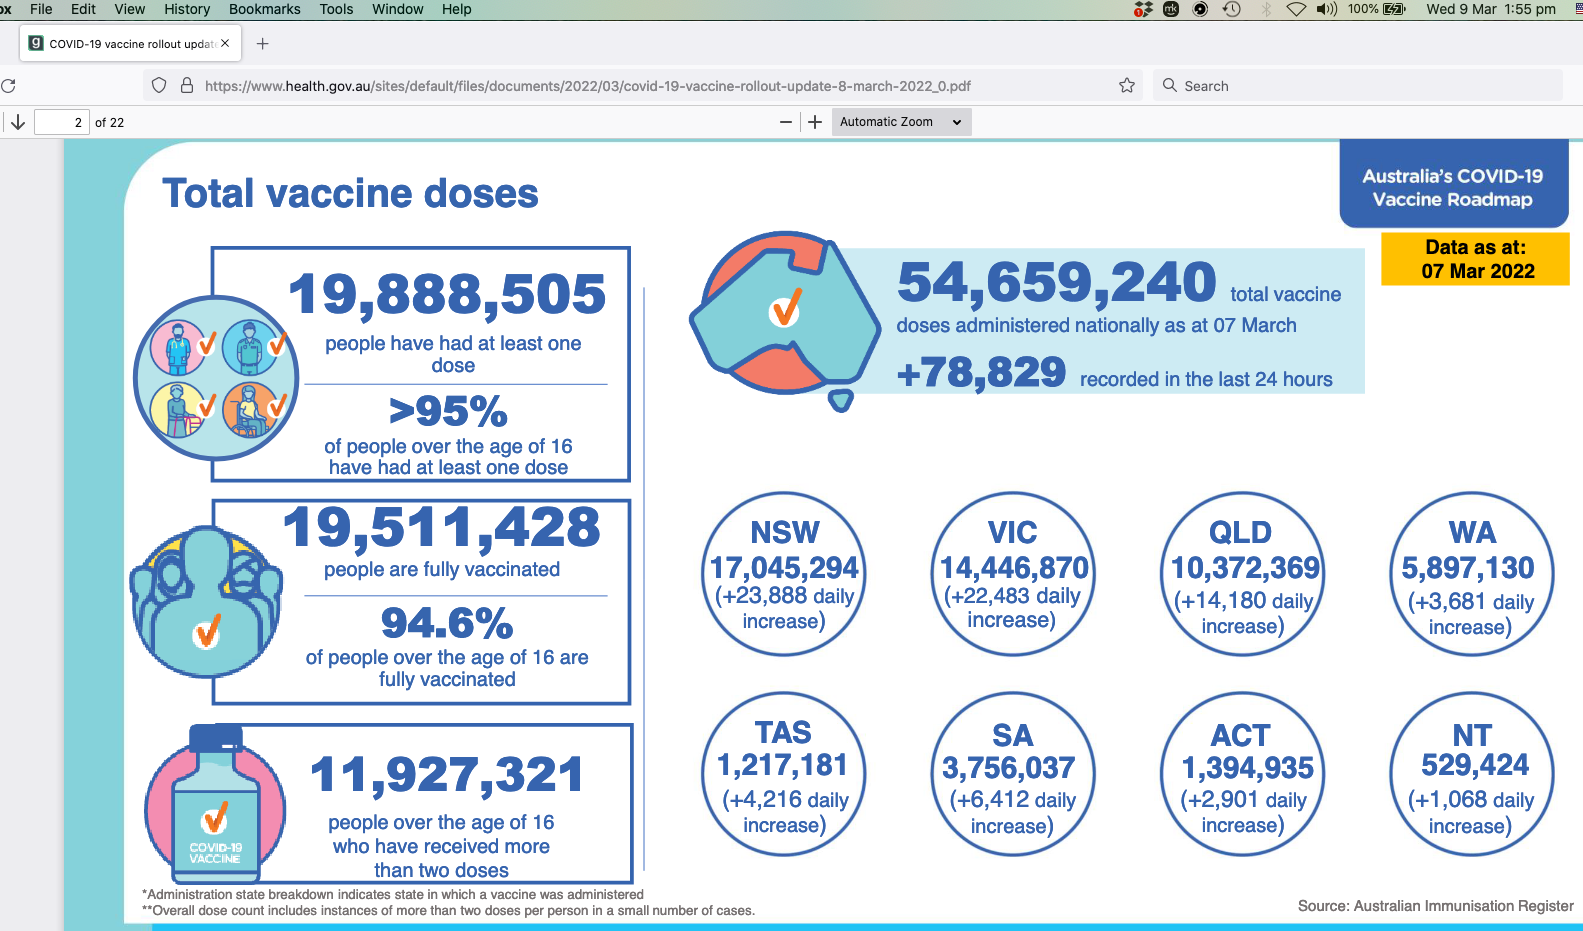 File Edit View History Bookmarks Tools Window Help
100% Wed 9 Mar 1:55 pm
COVID-19 vaccine rollout updat
https://www.health.gov.au/sites/default/files/documents/2022/03/covid-19-vaccine-rollout-update-8-march-2022_0.pdf
Search
2 of 22
Automatic Zoom
Total vaccine doses
Australia's COVID-19
Vaccine Roadmap
Data as at:
07 Mar 2022
19,888,505
people have had at least one
dose
>95%
of people over the age of 16
have had at least one dose
19,511,428
people are fully vaccinated
94.6%
of people over the age of 16 are
fully vaccinated
11,927,321
people over the age of 16
who have received more
than two doses
COVID-19
VACCINE
54,659,240 total vaccine
doses administered nationally as at 07 March
+78,829 recorded in the last 24 hours
NSW
17,045,294
(+23,888 daily
increase)
VIC
14,446,870
(+22,483 daily
increase)
QLD
10,372,369
(+14,180 daily
increase)
WA
5,897,130
(+3,681 daily
increase)
TAS
1,217,181
(+4,216 daily
increase)
SA
3,756,037
(+6,412 daily
increase)
ACT
1,394,935
(+2,901 daily
increase)
NT
529,424
(+1,068 daily
increase)
*Administration state breakdown indicates state in which a vaccine was administered
**Overall dose count includes instances of more than two doses per person in a small number of cases.
Source: Australian Immunisation Register